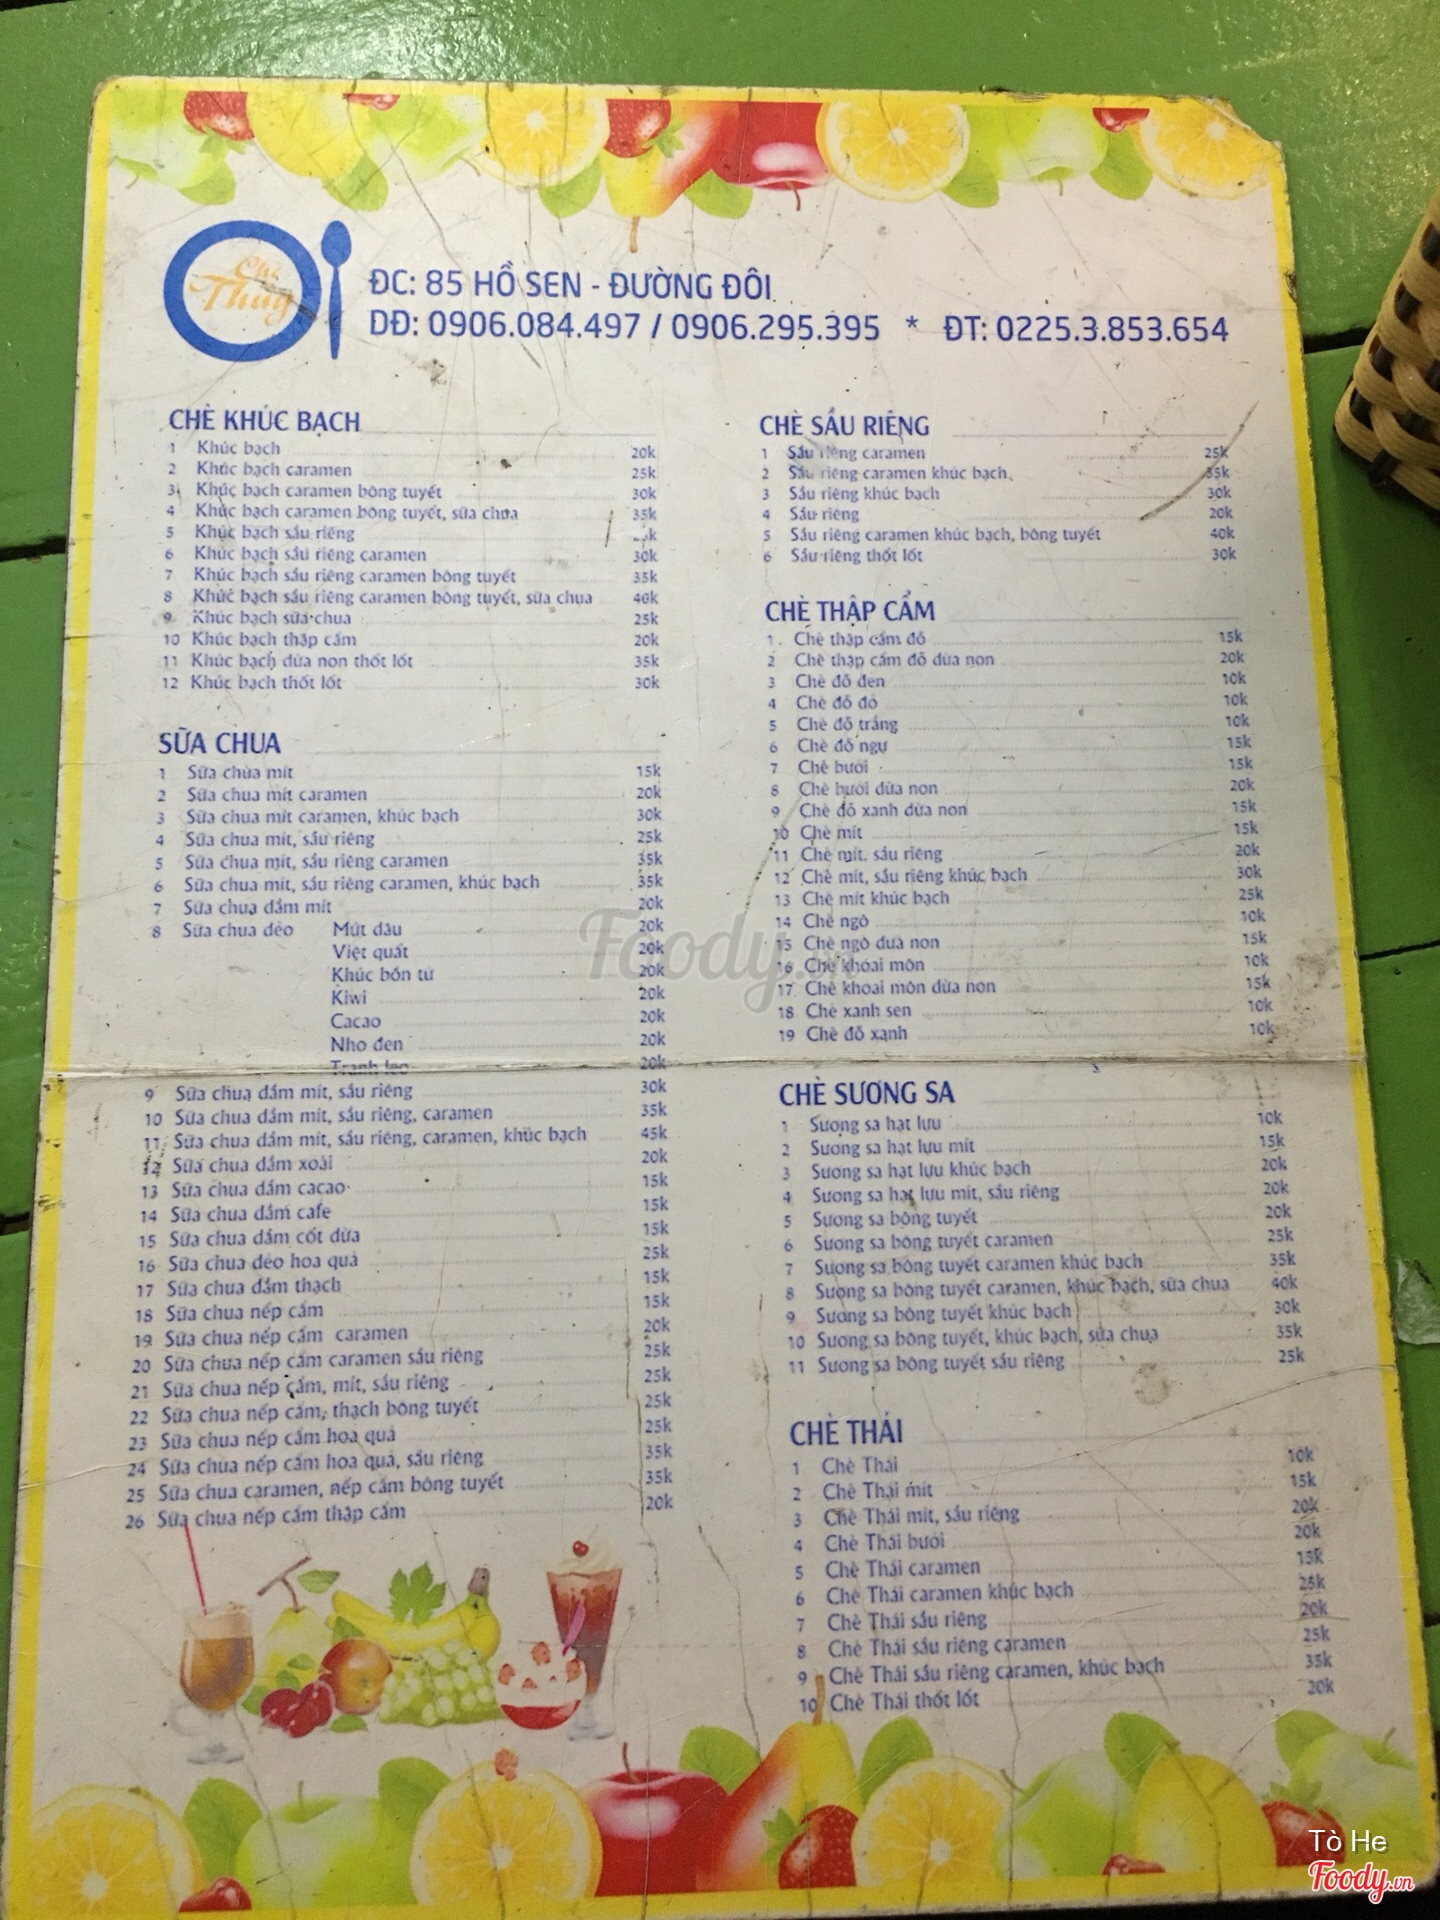 Chè
Thúy
ĐC: 85 HỒ SEN - ĐƯỜNG ĐÔI
DĐ: 0906.084.497 / 0906.295.395 * ĐT: 0225.3.853.654
CHÈ KHÚC BẠCH
1 Khúc bạch 20k
2 Khúc bạch caramen 25k
3 Khúc bạch caramen bông tuyết 30k
4 Khúc bạch caramen bông tuyết, sữa chua 35k
5 Khúc bạch sầu riêng
6 Khúc bạch sầu riêng caramen 30k
7 Khúc bạch sầu riêng caramen bông tuyết 35k
8 Khúc bạch sầu riêng caramen bông tuyết, sữa chua 40k
9 Khúc bạch sữa chua 25k
10 Khúc bạch thập cẩm 20k
11 Khúc bạch dừa non thốt lốt 35k
12 Khúc bạch thốt lốt 30k
SỮA CHUA
1 Sữa chua mít 15k
2 Sữa chua mít caramen 20k
3 Sữa chua mít caramen, khúc bạch 30k
4 Sữa chua mít, sầu riêng 25k
5 Sữa chua mít, sầu riêng caramen 35k
6 Sữa chua mít, sầu riêng caramen, khúc bạch 35k
7 Sữa chua dầm mít 20k
8 Sữa chua dẻo Mứt dâu 20k
Việt quất 20k
Khúc bốn tứ 20k
Kiwi 20k
Cacao 20k
Nho đen 20k
Tranh leo 20k
9 Sữa chua dầm mít, sầu riêng 30k
10 Sữa chua dầm mít, sầu riêng, caramen 35k
11 Sữa chua dầm mít, sầu riêng, caramen, khúc bạch 45k
12 Sữa chua dầm xoài 20k
13 Sữa chua dầm cacao 15k
14 Sữa chua dầm cafe 15k
15 Sữa chua dầm cốt dừa 15k
16 Sữa chua dẻo hoa quả 25k
17 Sữa chua dầm thạch 15k
18 Sữa chua nếp cẩm 15k
19 Sữa chua nếp cẩm caramen 20k
20 Sữa chua nếp cẩm caramen sầu riêng 25k
21 Sữa chua nếp cẩm, mít, sầu riêng 25k
22 Sữa chua nếp cẩm, thạch bông tuyết 25k
23 Sữa chua nếp cẩm hoa quả 25k
24 Sữa chua nếp cẩm hoa quả, sầu riêng 35k
25 Sữa chua caramen, nếp cẩm bông tuyết 35k
26 Sữa chua nếp cẩm thập cẩm 20k
CHÈ SẦU RIÊNG
1 Sầu riêng caramen 25k
2 Sầu riêng caramen khúc bạch 35k
3 Sầu riêng khúc bạch 30k
4 Sầu riêng 20k
5 Sầu riêng caramen khúc bạch, bông tuyết 40k
6 Sầu riêng thốt lốt 30k
CHÈ THẬP CẨM
1 Chè thập cẩm đỗ 15k
2 Chè thập cẩm đỗ dừa non 20k
3 Chè đỗ đen 10k
4 Chè đỗ đỏ 10k
5 Chè đỗ trắng 10k
6 Chè đỗ ngự 15k
7 Chè bưởi 15k
8 Chè bưởi dừa non 20k
9 Chè đỗ xanh dừa non 15k
10 Chè mít 15k
11 Chè mít. sầu riêng 20k
12 Chè mít, sầu riêng khúc bạch 30k
13 Chè mít khúc bạch 25k
14 Chè ngô 10k
15 Chè ngô dừa non 15k
16 Chè khoai môn 10k
17 Chè khoai môn dừa non 15k
18 Chè xanh sen 10k
19 Chè đỗ xanh 10k
CHÈ SƯƠNG SA
1 Sương sa hạt lựu 10k
2 Sương sa hạt lựu mít 15k
3 Sương sa hạt lựu khúc bạch 20k
4 Sương sa hạt lựu mít, sầu riêng 20k
5 Sương sa bông tuyết 20k
6 Sương sa bông tuyết caramen 25k
7 Sương sa bông tuyết caramen khúc bạch 35k
8 Sương sa bông tuyết caramen, khúc bạch, sữa chua 40k
9 Sương sa bông tuyết khúc bạch 30k
10 Sương sa bông tuyết, khúc bạch, sữa chua 35k
11 Sương sa bông tuyết sầu riêng 25k
CHÈ THÁI
1 Chè Thái 10k
2 Chè Thái mít 15k
3 Chè Thái mít, sầu riêng 20k
4 Chè Thái bưởi 20k
5 Chè Thái caramen 15k
6 Chè Thái caramen khúc bạch 25k
7 Chè Thái sầu riêng 20k
8 Chè Thái sầu riêng caramen 25k
9 Chè Thái sầu riêng caramen, khúc bạch 35k
10 Chè Thái thốt lốt 20k
Foody.vn
Tò He
Foody.vn